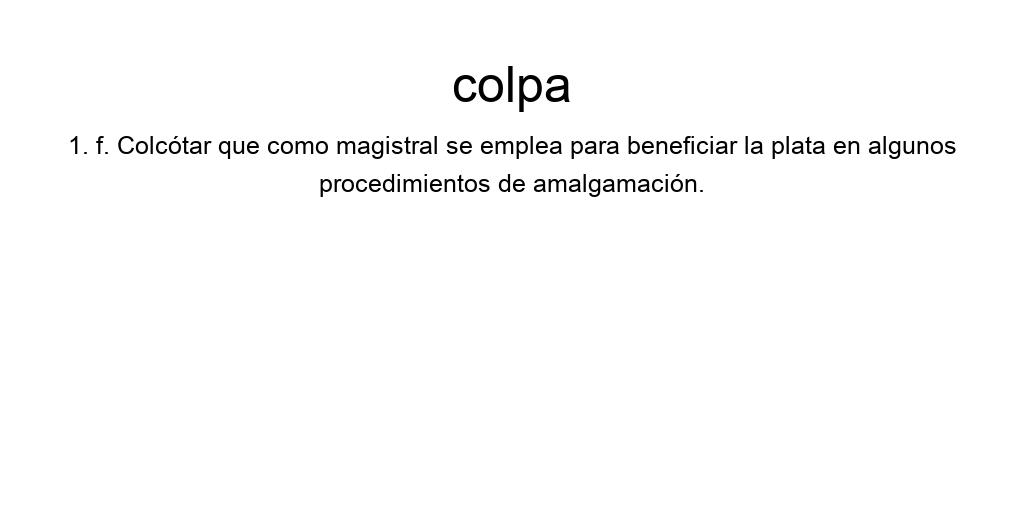 colpa
1. f. Colcótar que como magistral se emplea para beneficiar la plata en algunos
procedimientos de amalgamación.